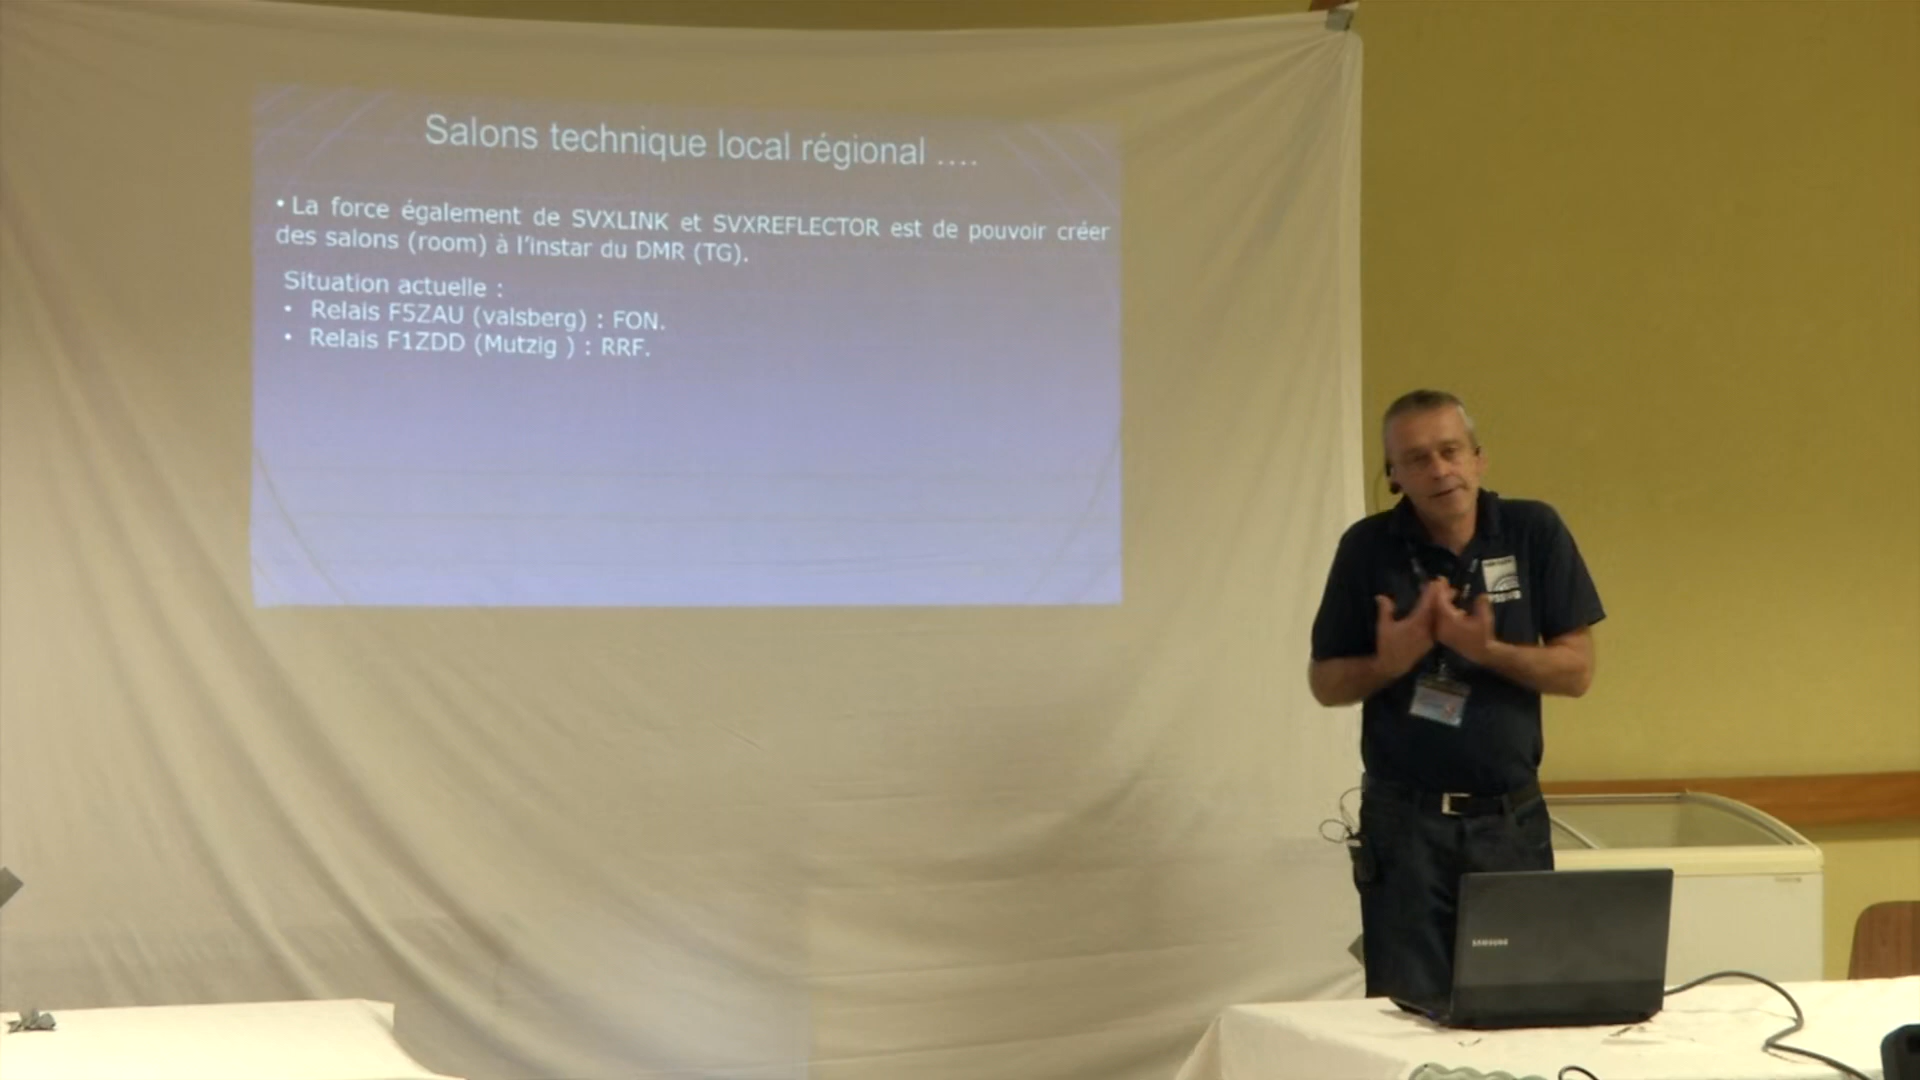 Salons technique local régional ....
• La force également de SVXLINK et SVXREFLECTOR est de pouvoir créer
des salons (room) à l'instar du DMR (TG).
Situation actuelle :
• Relais F5ZAU (valsberg) : FON.
• Relais F1ZDD (Mutzig ) : RRF.
SAMSUNG